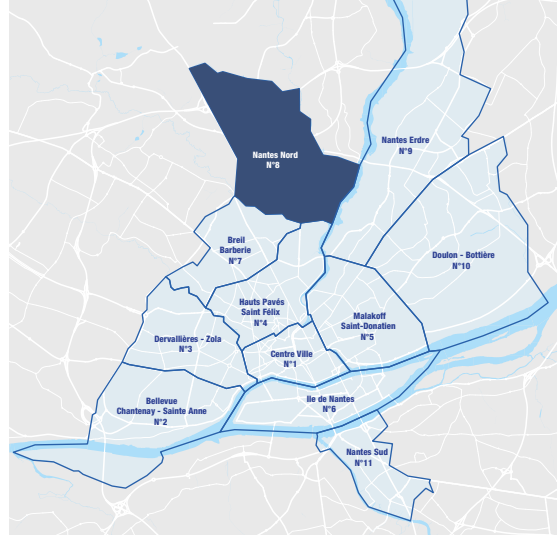 Nantes Nord
N°8
Nantes Erdre
N°9
Breil
Barberie
N°7
Doulon - Bottière
N°10
Hauts Pavés
Saint Félix
N°4
Malakoff
Saint-Donatien
N°5
Dervallières - Zola
N°3
Centre Ville
N°1
Bellevue
Chantenay - Sainte Anne
N°2
Ile de Nantes
N°6
Nantes Sud
N°11